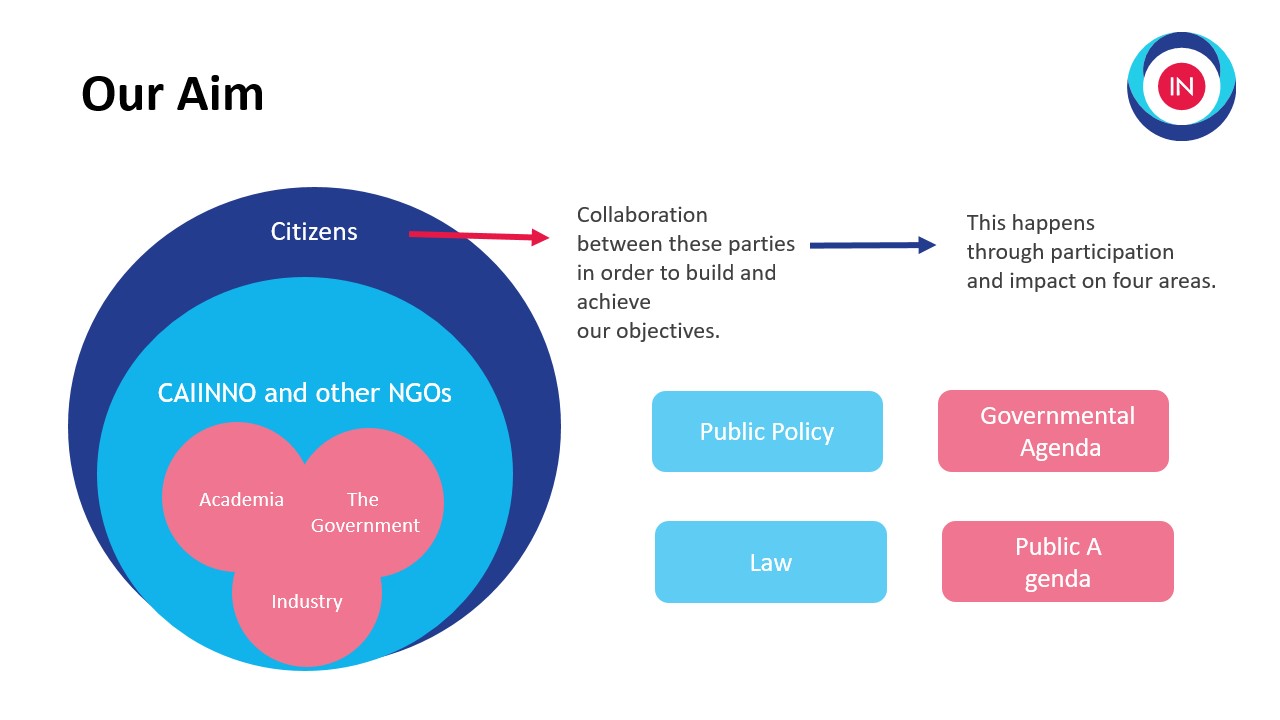 Our Aim
IN
Citizens
Collaboration
between these parties
in order to build and
achieve
our objectives.
This happens
through participation
and impact on four areas.
CAIINNO and other NGOs
Academia
The
Government
Industry
Public Policy
Governmental
Agenda
Law
Public A
genda